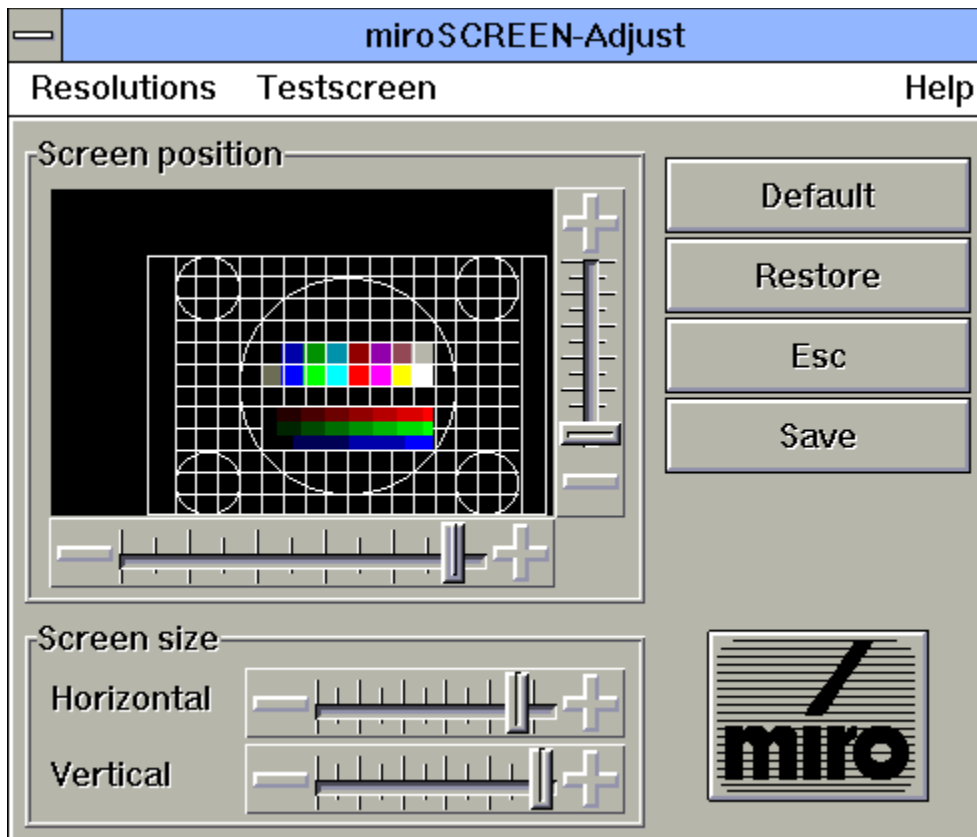 miroSCREEN-Adjust
Resolutions Testscreen Help
Screen position
Default
Restore
Esc
Save
Screen size
Horizontal
Vertical
miro